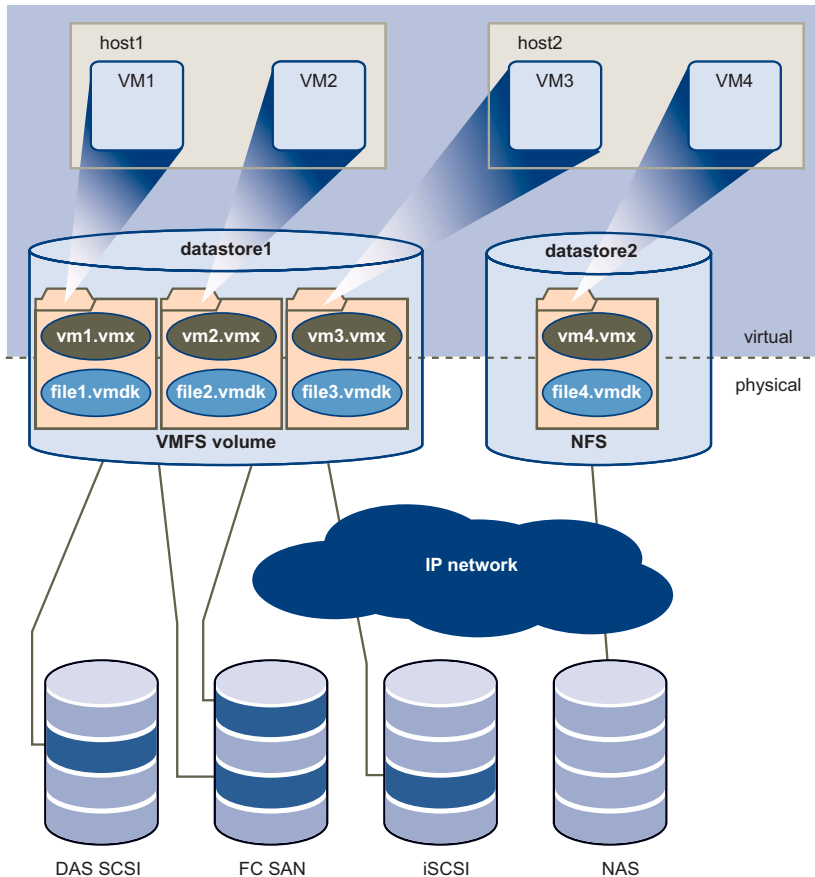 host1
host2
VM1
VM2
VM3
VM4
datastore1
datastore2
vm1.vmx
vm2.vmx
vm3.vmx
vm4.vmx
virtual
physical
file1.vmdk
file2.vmdk
file3.vmdk
file4.vmdk
VMFS volume
NFS
IP network
DAS SCSI
FC SAN
iSCSI
NAS